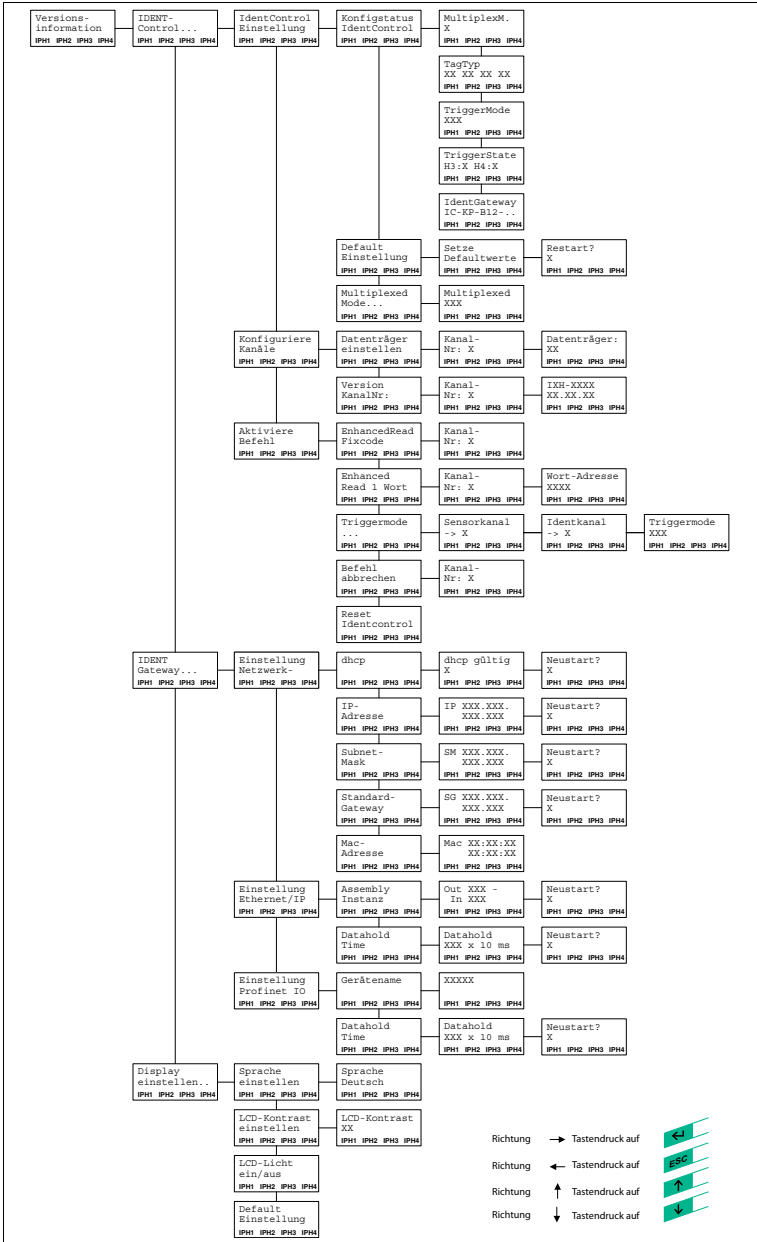 Versions- IDENT- IdentControl Konfigstatus MultiplexM.
information Control... Einstellung IdentControl X
IPH1 IPH2 IPH3 IPH4 IPH1 IPH2 IPH3 IPH4 IPH1 IPH2 IPH3 IPH4 IPH1 IPH2 IPH3 IPH4 IPH1 IPH2 IPH3 IPH4
TagTyp
XX XX XX XX
IPH1 IPH2 IPH3 IPH4
TriggerMode
XXX
IPH1 IPH2 IPH3 IPH4
TriggerState
H3:X H4:X
IPH1 IPH2 IPH3 IPH4
IdentGateway
IC-KP-B12-..
IPH1 IPH2 IPH3 IPH4
Default Setze Restart?
Einstellung Defaultwerte X
IPH1 IPH2 IPH3 IPH4 IPH1 IPH2 IPH3 IPH4 IPH1 IPH2 IPH3 IPH4
Multiplexed Multiplexed
Mode... XXX
IPH1 IPH2 IPH3 IPH4 IPH1 IPH2 IPH3 IPH4
Konfiguriere Datenträger Kanal- Datenträger:
Kanäle einstellen Nr: X XX
IPH1 IPH2 IPH3 IPH4 IPH1 IPH2 IPH3 IPH4 IPH1 IPH2 IPH3 IPH4 IPH1 IPH2 IPH3 IPH4
Version Kanal- IXH-XXXX
KanalNr: Nr: X XX.XX.XX
IPH1 IPH2 IPH3 IPH4 IPH1 IPH2 IPH3 IPH4 IPH1 IPH2 IPH3 IPH4
Aktiviere EnhancedRead Kanal-
Befehl Fixcode Nr: X
IPH1 IPH2 IPH3 IPH4 IPH1 IPH2 IPH3 IPH4 IPH1 IPH2 IPH3 IPH4
Enhanced Kanal- Wort-Adresse
Read 1 Wort Nr: X XXXX
IPH1 IPH2 IPH3 IPH4 IPH1 IPH2 IPH3 IPH4 IPH1 IPH2 IPH3 IPH4
Triggermode Sensorkanal Identkanal Triggermode
... -> X -> X XXX
IPH1 IPH2 IPH3 IPH4 IPH1 IPH2 IPH3 IPH4 IPH1 IPH2 IPH3 IPH4 IPH1 IPH2 IPH3 IPH4
Befehl Kanal-
abbrechen Nr: X
IPH1 IPH2 IPH3 IPH4 IPH1 IPH2 IPH3 IPH4
Reset
Identcontrol
IPH1 IPH2 IPH3 IPH4
IDENT Einstellung dhcp dhcp gültig Neustart?
Gateway... Netzwerk- X X
IPH1 IPH2 IPH3 IPH4 IPH1 IPH2 IPH3 IPH4 IPH1 IPH2 IPH3 IPH4 IPH1 IPH2 IPH3 IPH4 IPH1 IPH2 IPH3 IPH4
IP- IP XXX.XXX. Neustart?
Adresse XXX.XXX X
IPH1 IPH2 IPH3 IPH4 IPH1 IPH2 IPH3 IPH4 IPH1 IPH2 IPH3 IPH4
Subnet- SM XXX.XXX. Neustart?
Mask XXX.XXX X
IPH1 IPH2 IPH3 IPH4 IPH1 IPH2 IPH3 IPH4 IPH1 IPH2 IPH3 IPH4
Standard- SG XXX.XXX. Neustart?
Gateway XXX.XXX X
IPH1 IPH2 IPH3 IPH4 IPH1 IPH2 IPH3 IPH4 IPH1 IPH2 IPH3 IPH4
Mac- Mac XX:XX:XX
Adresse XX:XX:XX
IPH1 IPH2 IPH3 IPH4 IPH1 IPH2 IPH3 IPH4
Einstellung Assembly Out XXX - Neustart?
Ethernet/IP Instanz In XXX X
IPH1 IPH2 IPH3 IPH4 IPH1 IPH2 IPH3 IPH4 IPH1 IPH2 IPH3 IPH4 IPH1 IPH2 IPH3 IPH4
Datahold Datahold Neustart?
Time XXX x 10 ms X
IPH1 IPH2 IPH3 IPH4 IPH1 IPH2 IPH3 IPH4 IPH1 IPH2 IPH3 IPH4
Einstellung Gerätename XXXXX
Profinet IO
IPH1 IPH2 IPH3 IPH4 IPH1 IPH2 IPH3 IPH4 IPH1 IPH2 IPH3 IPH4
Datahold Datahold Neustart?
Time XXX x 10 ms X
IPH1 IPH2 IPH3 IPH4 IPH1 IPH2 IPH3 IPH4 IPH1 IPH2 IPH3 IPH4
Display Sprache Sprache
einstellen.. einstellen Deutsch
IPH1 IPH2 IPH3 IPH4 IPH1 IPH2 IPH3 IPH4 IPH1 IPH2 IPH3 IPH4
LCD-Kontrast LCD-Kontrast
einstellen XX
IPH1 IPH2 IPH3 IPH4 IPH1 IPH2 IPH3 IPH4
LCD-Licht
ein/aus
IPH1 IPH2 IPH3 IPH4
Default
Einstellung
IPH1 IPH2 IPH3 IPH4
Richtung → Tastendruck auf ↵
Richtung ← Tastendruck auf ESC
Richtung ↑ Tastendruck auf ↑
Richtung ↓ Tastendruck auf ↓